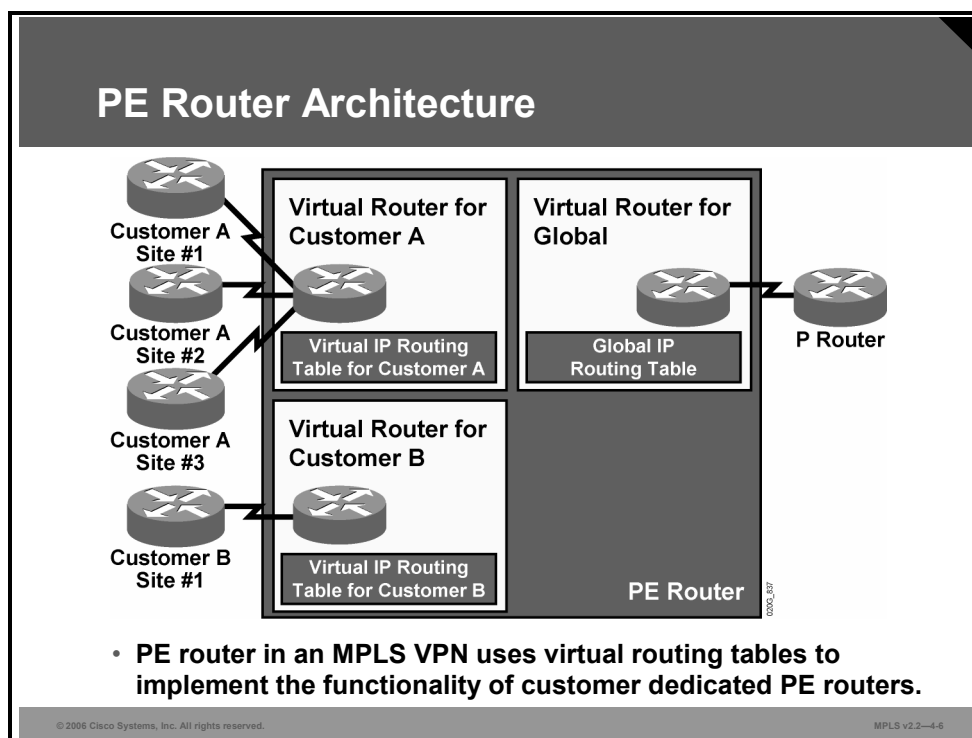 PE Router Architecture
Customer A
Site #1
Customer A
Site #2
Customer A
Site #3
Customer B
Site #1
Virtual Router for
Customer A
Virtual IP Routing
Table for Customer A
Virtual Router for
Customer B
Virtual IP Routing
Table for Customer B
Virtual Router for
Global
Global IP
Routing Table
P Router
PE Router
020G_837
• PE router in an MPLS VPN uses virtual routing tables to
implement the functionality of customer dedicated PE routers.
© 2006 Cisco Systems, Inc. All rights reserved.
MPLS v2.2—4-6